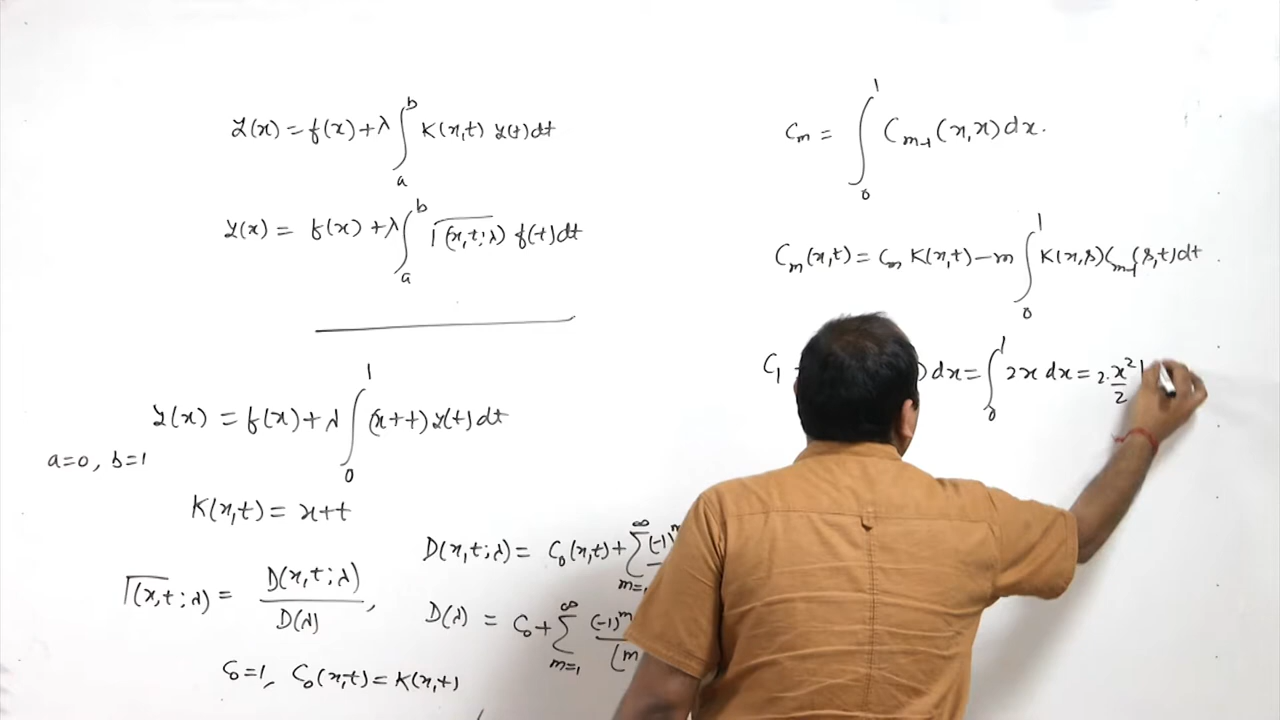 y(x) = f(x) + λ ∫_a^b K(x,t) y(t) dt
y(x) = f(x) + λ ∫_a^b Γ(x,t;λ) f(t) dt
y(x) = f(x) + λ ∫_0^1 (x+t) y(t) dt
a=0, b=1
K(x,t) = x+t
Γ(x,t;λ) = D(x,t;λ) / D(λ),
C_0=1, C_0(x,t) = K(x,t)
D(x,t;λ) = C_0(x,t) + ∑_{m=1}^∞ (-1)^m
D(λ) = C_0 + ∑_{m=1}^∞ (-1)^m / ⌊m
C_m = ∫_0^1 C_{m-1}(x,x) dx.
C_m(x,t) = C_m K(x,t) - m ∫_0^1 K(x,s) C_{m-1}(s,t) dt
C_1 ) dx = ∫_0^1 2x dx = 2·x²/2 |